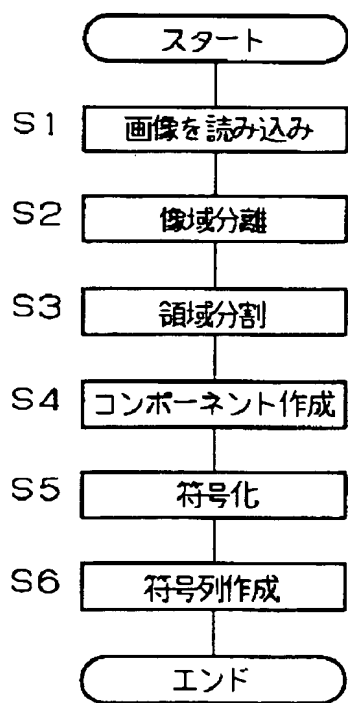 スタート
S1 画像を読み込み
S2 像域分離
S3 領域分割
S4 コンポーネント作成
S5 符号化
S6 符号列作成
エンド